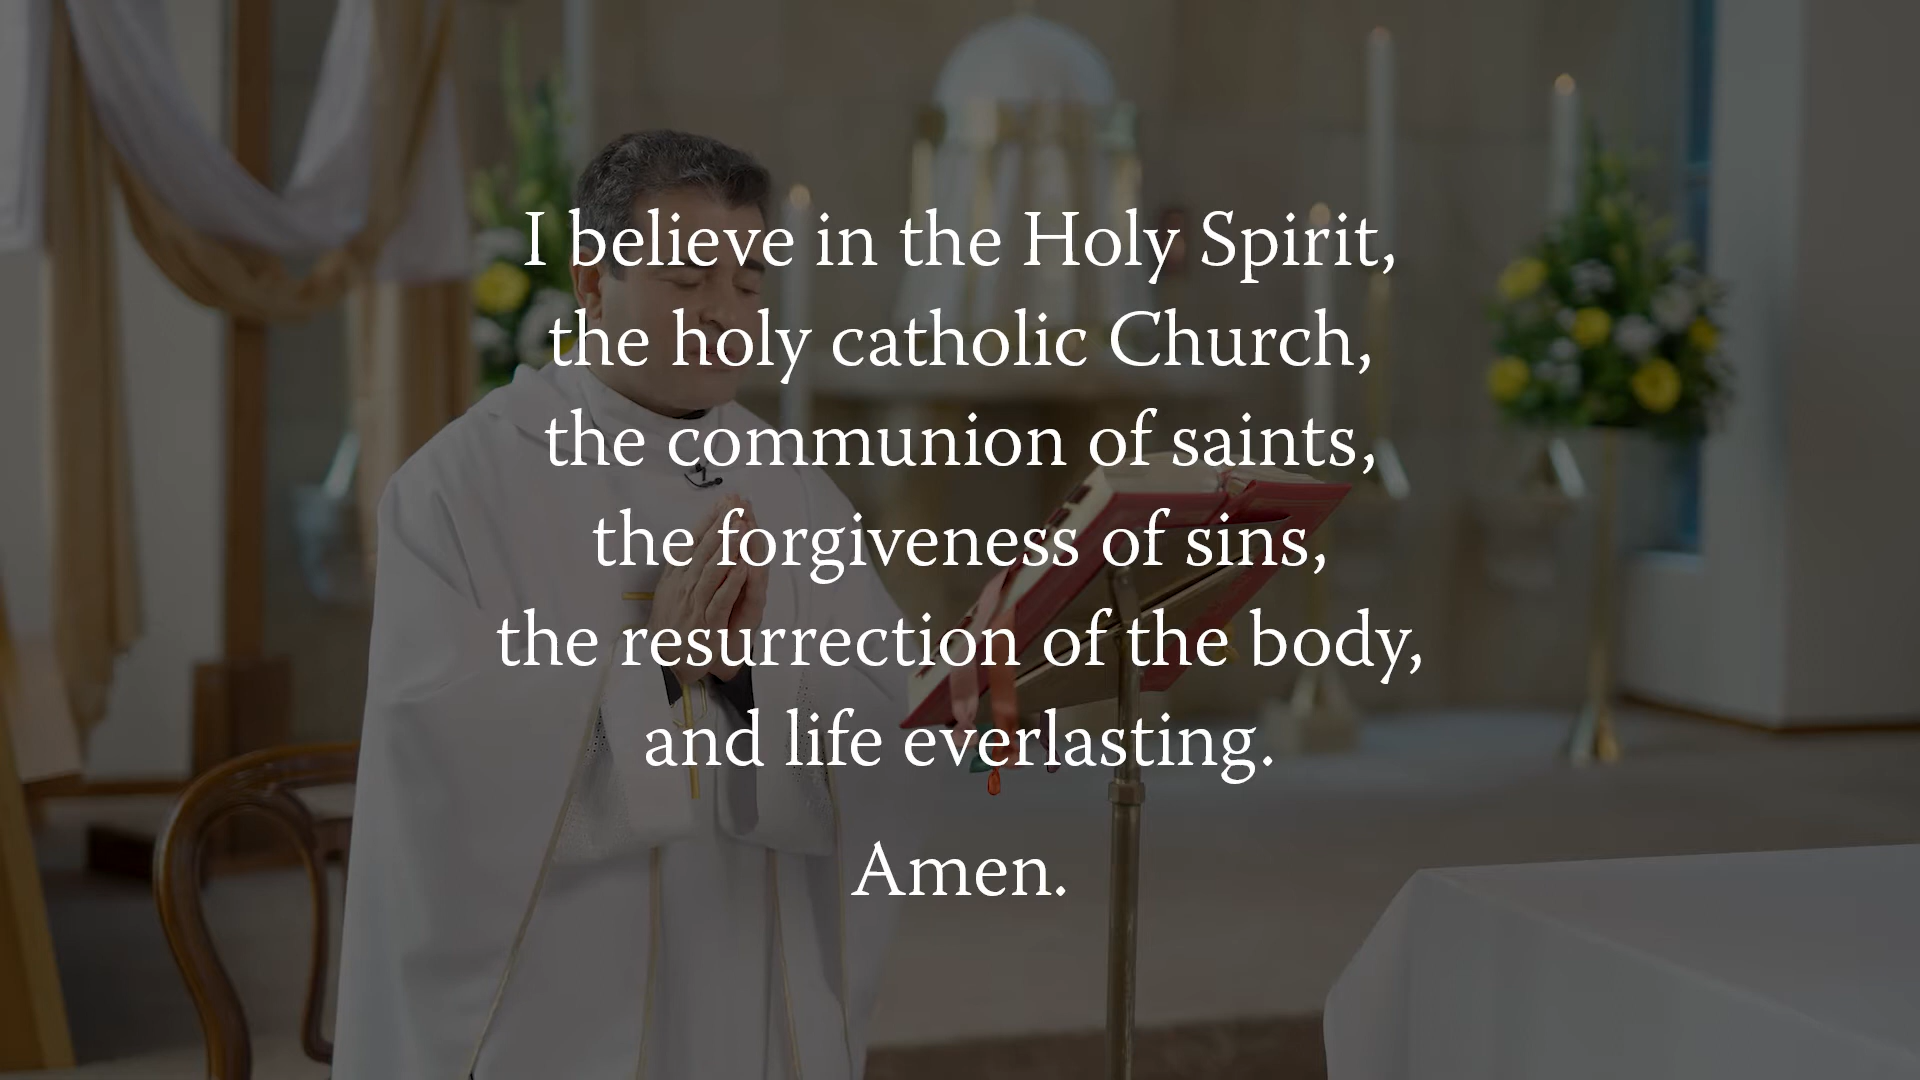 I believe in the Holy Spirit,
the holy catholic Church,
the communion of saints,
the forgiveness of sins,
the resurrection of the body,
and life everlasting.
Amen.